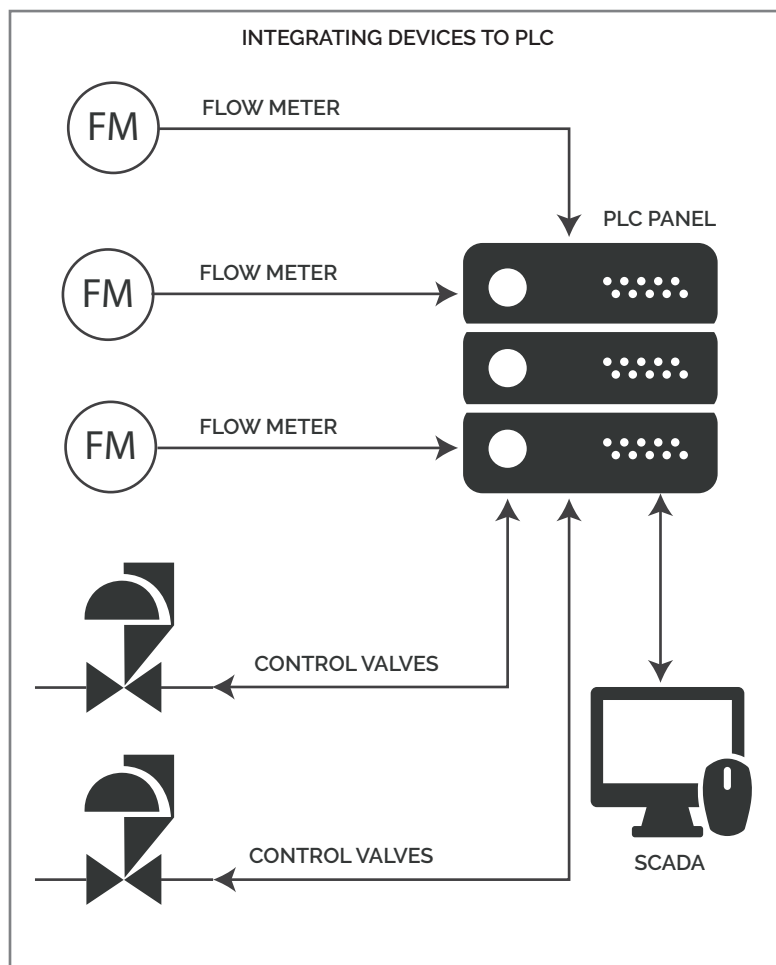 INTEGRATING DEVICES TO PLC
FM
FLOW METER
PLC PANEL
FM
FLOW METER
FM
FLOW METER
CONTROL VALVES
CONTROL VALVES
SCADA